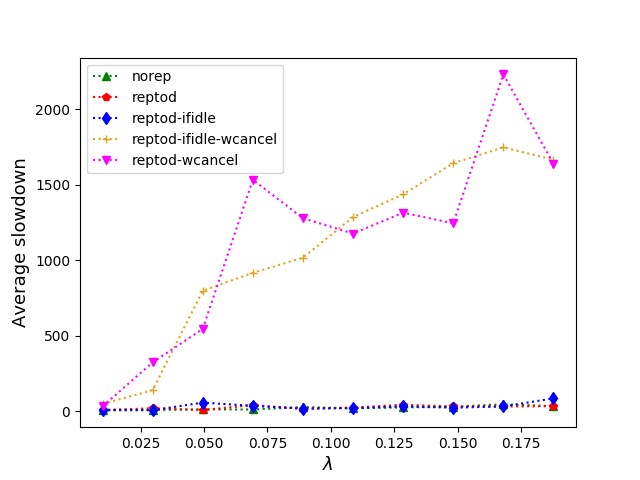 norep
reptod
reptod-ifidle
reptod-ifidle-wcancel
reptod-wcancel
2000
1500
1000
500
0
Average slowdown
0.025 0.050 0.075 0.100 0.125 0.150 0.175
λ